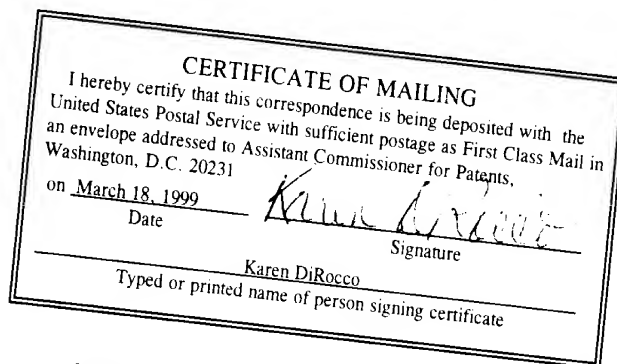 CERTIFICATE OF MAILING
I hereby certify that this correspondence is being deposited with the
United States Postal Service with sufficient postage as First Class Mail in
an envelope addressed to Assistant Commissioner for Patents,
Washington, D.C. 20231
on March 18, 1999 Karen DiRocco
Date Signature
Karen DiRocco
Typed or printed name of person signing certificate